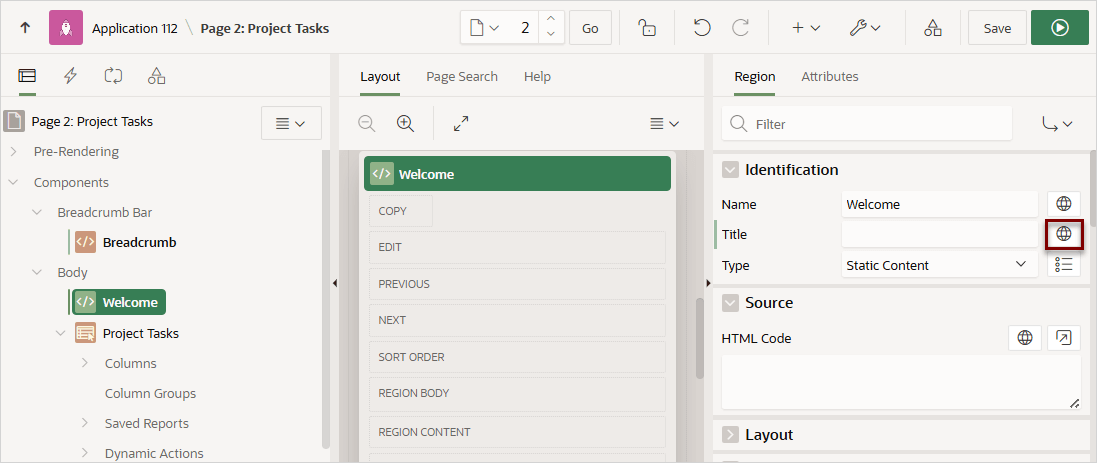 Application 112 \ Page 2: Project Tasks
2
Go
Save
Layout
Page Search
Help
Region
Attributes
Page 2: Project Tasks
Pre-Rendering
Components
Breadcrumb Bar
Breadcrumb
Body
Welcome
Project Tasks
Columns
Column Groups
Saved Reports
Dynamic Actions
Welcome
COPY
EDIT
PREVIOUS
NEXT
SORT ORDER
REGION BODY
REGION CONTENT
Filter
Identification
Name Welcome
Title
Type Static Content
Source
HTML Code
Layout